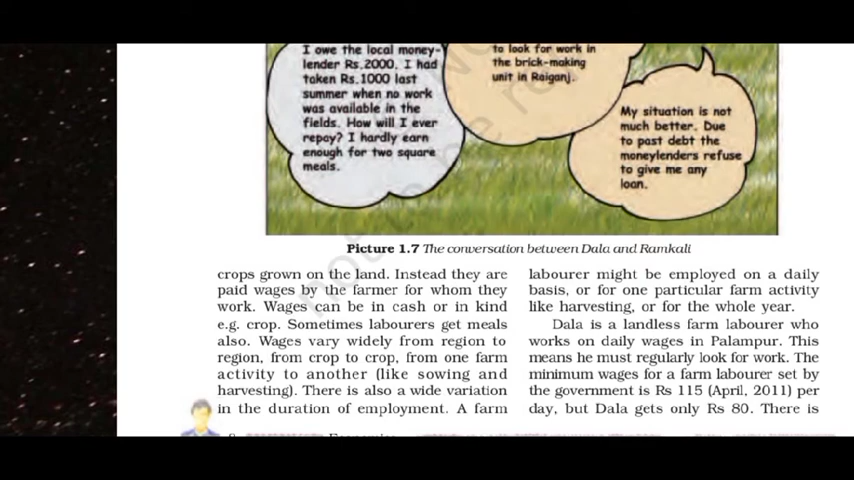 I owe the local money-
lender Rs.2000. I had
taken Rs.1000 last
summer when no work
was available in the
fields. How will I ever
repay? I hardly earn
enough for two square
meals.
to look for work in
the brick-making
unit in Raiganj.
My situation is not
much better. Due
to past debt the
moneylenders refuse
to give me any
loan.
Picture 1.7 The conversation between Dala and Ramkali
crops grown on the land. Instead they are
paid wages by the farmer for whom they
work. Wages can be in cash or in kind
e.g. crop. Sometimes labourers get meals
also. Wages vary widely from region to
region, from crop to crop, from one farm
activity to another (like sowing and
harvesting). There is also a wide variation
in the duration of employment. A farm
labourer might be employed on a daily
basis, or for one particular farm activity
like harvesting, or for the whole year.
Dala is a landless farm labourer who
works on daily wages in Palampur. This
means he must regularly look for work. The
minimum wages for a farm labourer set by
the government is Rs 115 (April, 2011) per
day, but Dala gets only Rs 80. There is